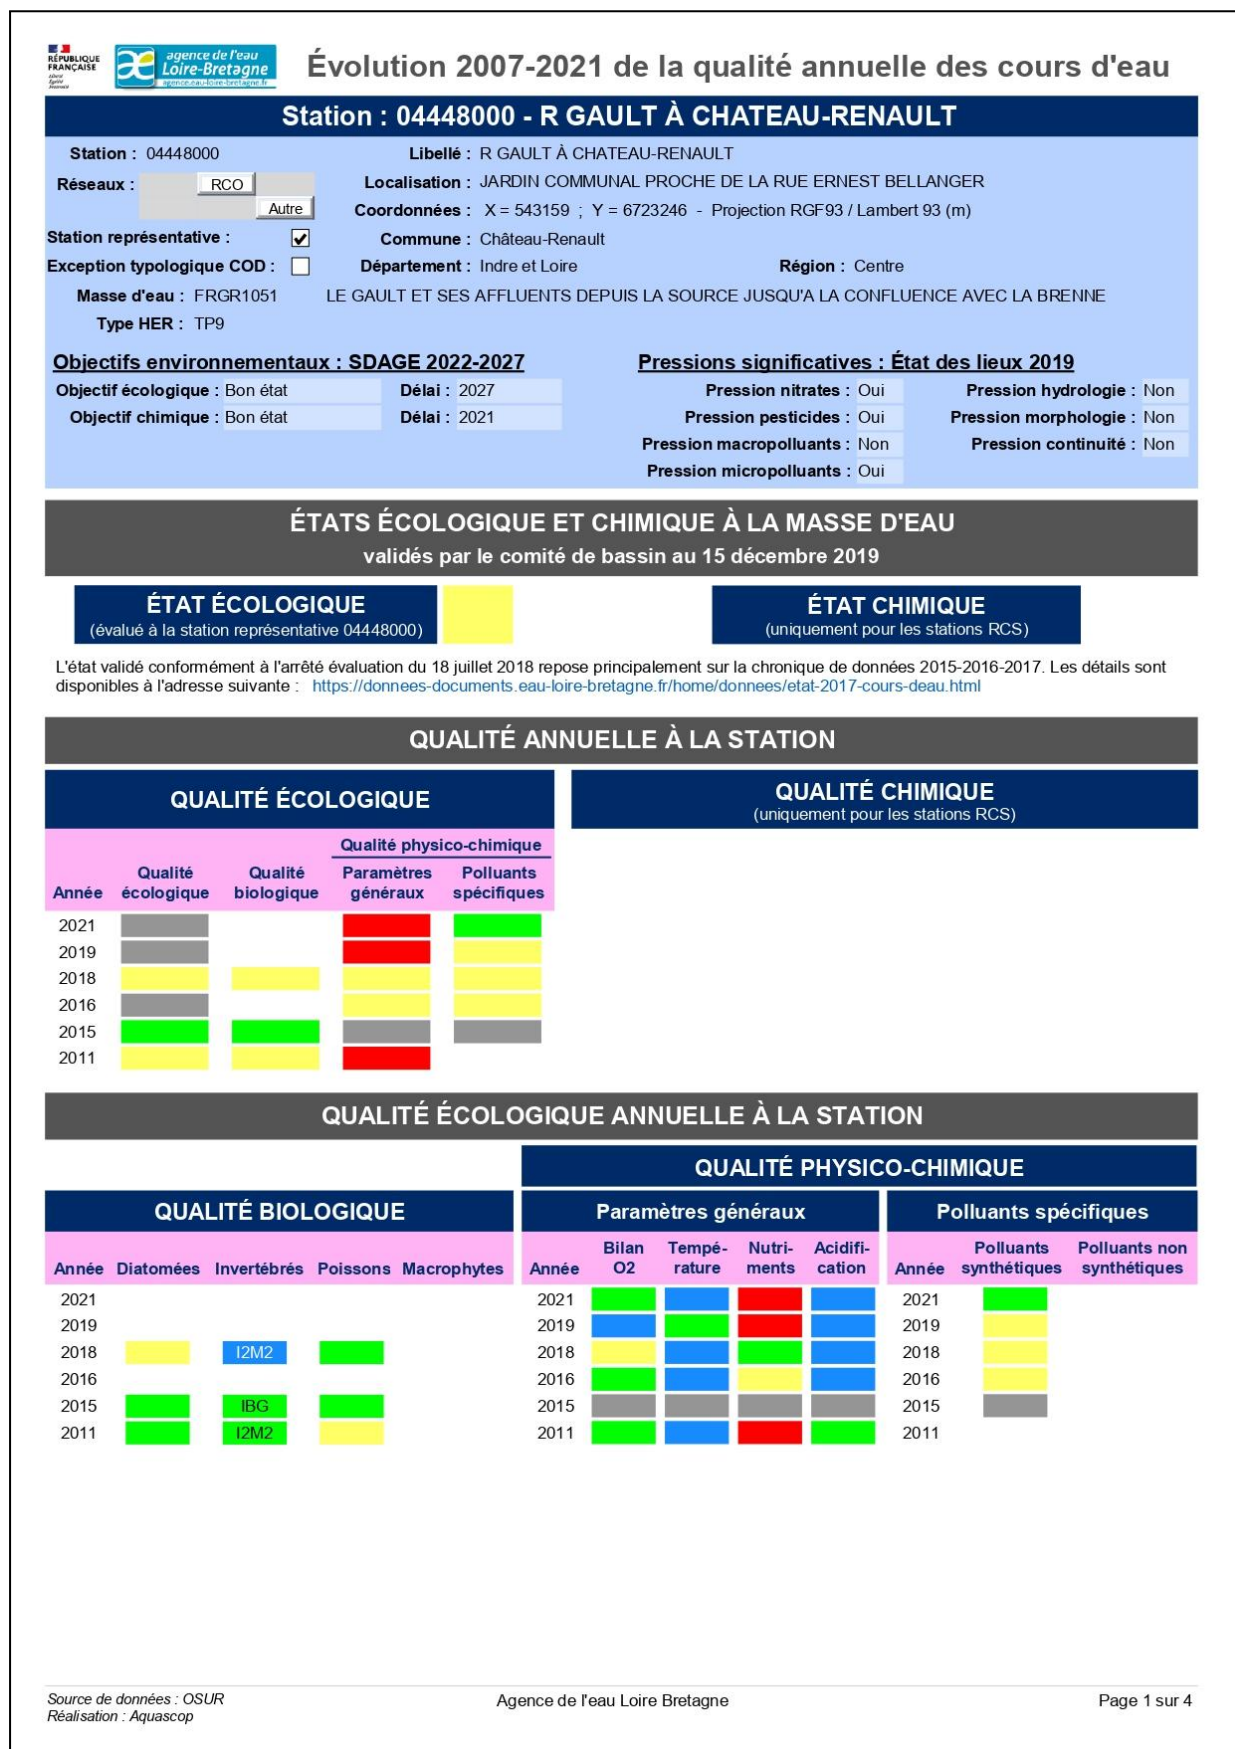 RÉPUBLIQUE
FRANÇAISE
Liberté
Égalité
Fraternité
agence de l'eau
Loire-Bretagne
agence.eau-loire-bretagne.fr
Évolution 2007-2021 de la qualité annuelle des cours d'eau
Station : 04448000 - R GAULT À CHATEAU-RENAULT
Station : 04448000 Libellé : R GAULT À CHATEAU-RENAULT
Réseaux : RCO Localisation : JARDIN COMMUNAL PROCHE DE LA RUE ERNEST BELLANGER
Autre Coordonnées : X = 543159 ; Y = 6723246 - Projection RGF93 / Lambert 93 (m)
Station représentative : Commune : Château-Renault
Exception typologique COD : Département : Indre et Loire Région : Centre
Masse d'eau : FRGR1051 LE GAULT ET SES AFFLUENTS DEPUIS LA SOURCE JUSQU'A LA CONFLUENCE AVEC LA BRENNE
Type HER : TP9
Objectifs environnementaux : SDAGE 2022-2027 Pressions significatives : État des lieux 2019
Objectif écologique : Bon état Délai : 2027 Pression nitrates : Oui Pression hydrologie : Non
Objectif chimique : Bon état Délai : 2021 Pression pesticides : Oui Pression morphologie : Non
Pression macropolluants : Non Pression continuité : Non
Pression micropolluants : Oui
ÉTATS ÉCOLOGIQUE ET CHIMIQUE À LA MASSE D'EAU
validés par le comité de bassin au 15 décembre 2019
ÉTAT ÉCOLOGIQUE ÉTAT CHIMIQUE
(évalué à la station représentative 04448000) (uniquement pour les stations RCS)
L'état validé conformément à l'arrêté évaluation du 18 juillet 2018 repose principalement sur la chronique de données 2015-2016-2017. Les détails sont
disponibles à l'adresse suivante : https://donnees-documents.eau-loire-bretagne.fr/home/donnees/etat-2017-cours-deau.html
QUALITÉ ANNUELLE À LA STATION
QUALITÉ ÉCOLOGIQUE QUALITÉ CHIMIQUE
(uniquement pour les stations RCS)
Qualité physico-chimique
Qualité Qualité Paramètres Polluants
Année écologique biologique généraux spécifiques
2021
2019
2018
2016
2015
2011
QUALITÉ ÉCOLOGIQUE ANNUELLE À LA STATION
QUALITÉ PHYSICO-CHIMIQUE
QUALITÉ BIOLOGIQUE Paramètres généraux Polluants spécifiques
Bilan Tempé- Nutri- Acidifi- Polluants Polluants non
Année Diatomées Invertébrés Poissons Macrophytes Année O2 rature ments cation Année synthétiques synthétiques
2021 2021 2021
2019 2019 2019
2018 I2M2 2018 2018
2016 2016 2016
2015 IBG 2015 2015
2011 I2M2 2011 2011
Source de données : OSUR Agence de l'eau Loire Bretagne Page 1 sur 4
Réalisation : Aquascop